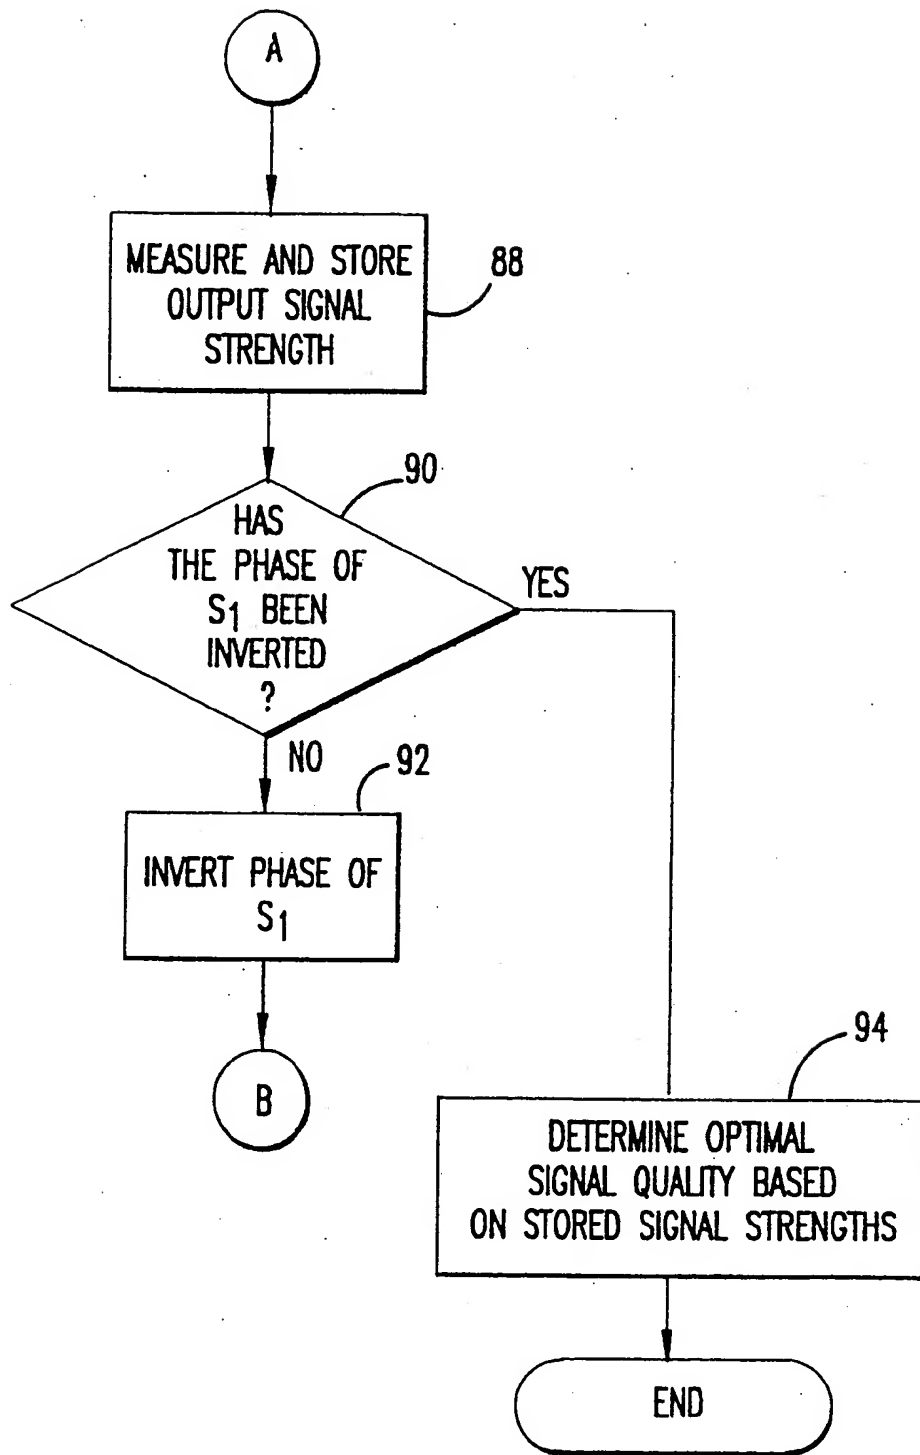 A
MEASURE AND STORE
OUTPUT SIGNAL
STRENGTH
88
90
HAS
THE PHASE OF
S1 BEEN
INVERTED
?
YES
NO
92
INVERT PHASE OF
S1
B
94
DETERMINE OPTIMAL
SIGNAL QUALITY BASED
ON STORED SIGNAL STRENGTHS
END